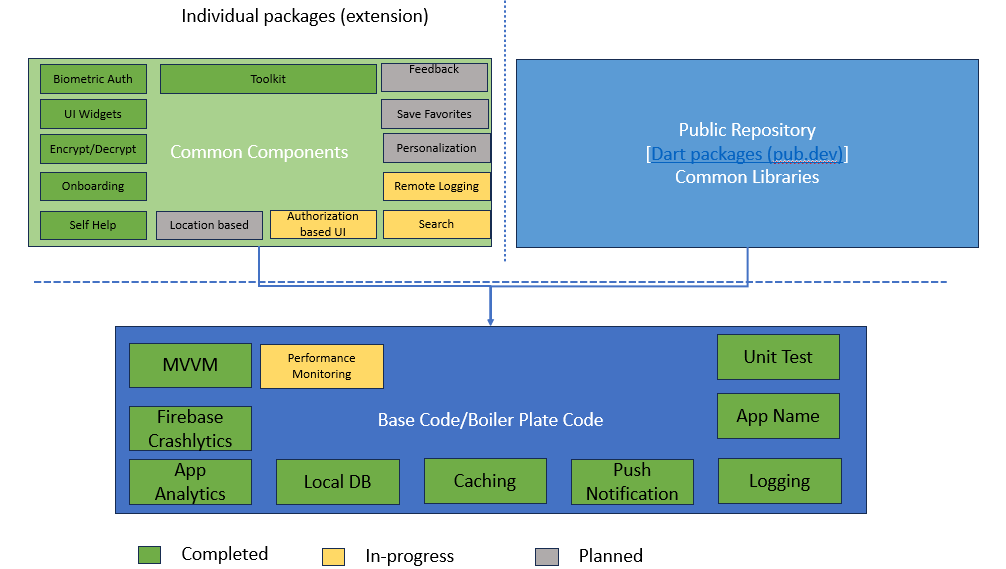 Individual packages (extension)
Biometric Auth
Toolkit
Feedback
UI Widgets
Save Favorites
Encrypt/Decrypt
Common Components
Personalization
Onboarding
Remote Logging
Self Help
Location based
Authorization
based UI
Search
Public Repository
[Dart packages (pub.dev)]
Common Libraries
MVVM
Performance
Monitoring
Unit Test
Firebase
Crashlytics
Base Code/Boiler Plate Code
App Name
App
Analytics
Local DB
Caching
Push
Notification
Logging
Completed
In-progress
Planned